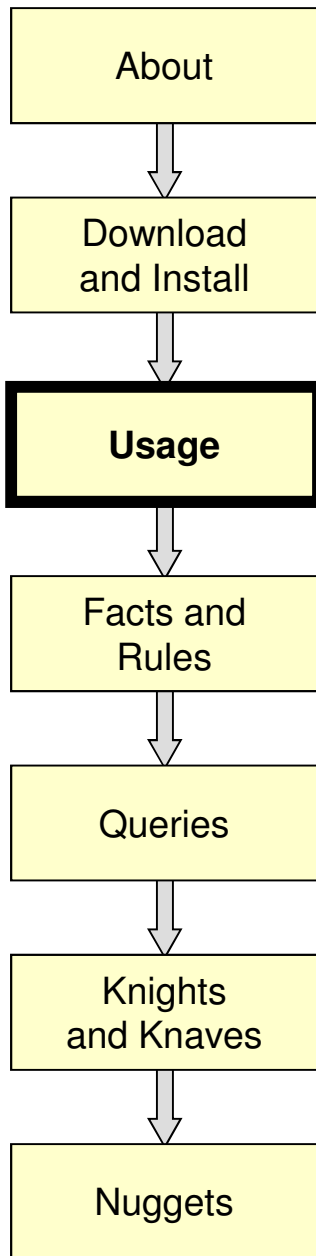 About
Download
and Install
Usage
Facts and
Rules
Queries
Knights
and Knaves
Nuggets